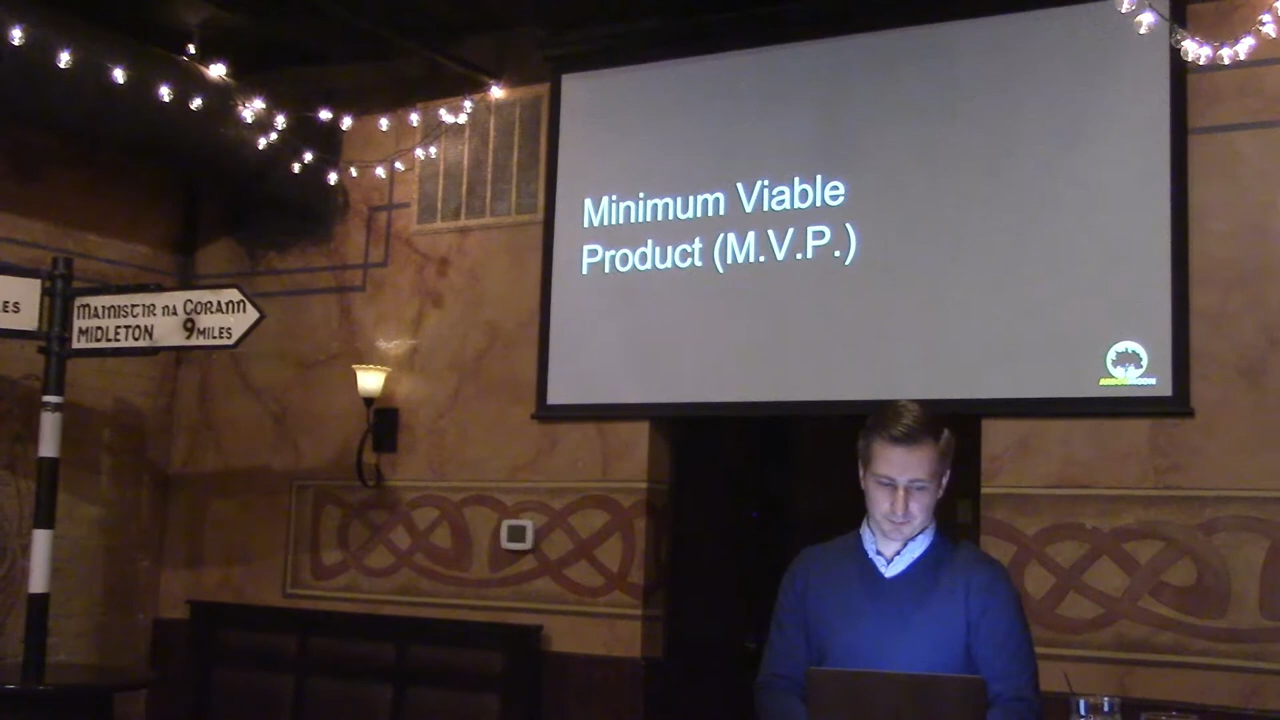 Minimum Viable
Product (M.V.P.)
ES
MAINISTIR NA CORANN
MIDLETON 9 MILES